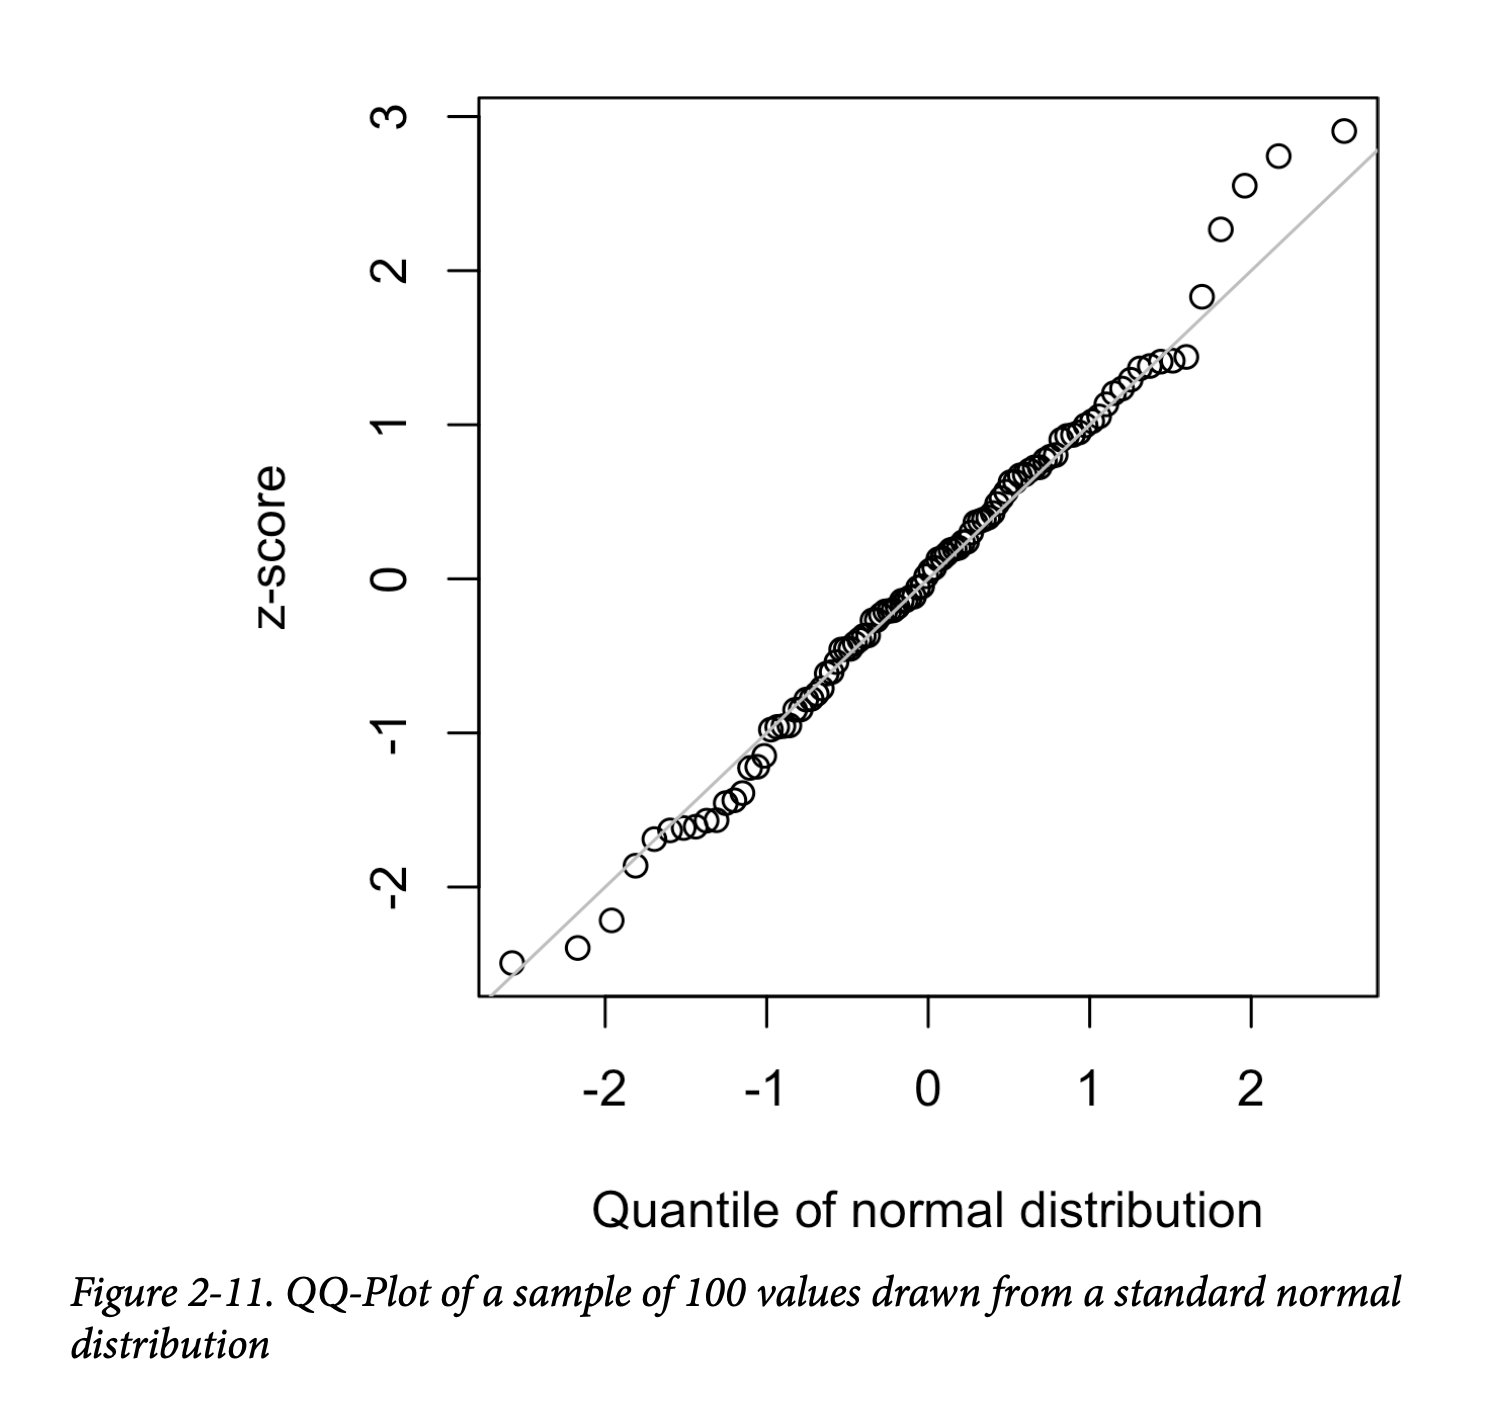 3
2
1
0
-1
-2
z-score
-2 -1 0 1 2
Quantile of normal distribution
Figure 2-11. QQ-Plot of a sample of 100 values drawn from a standard normal
distribution